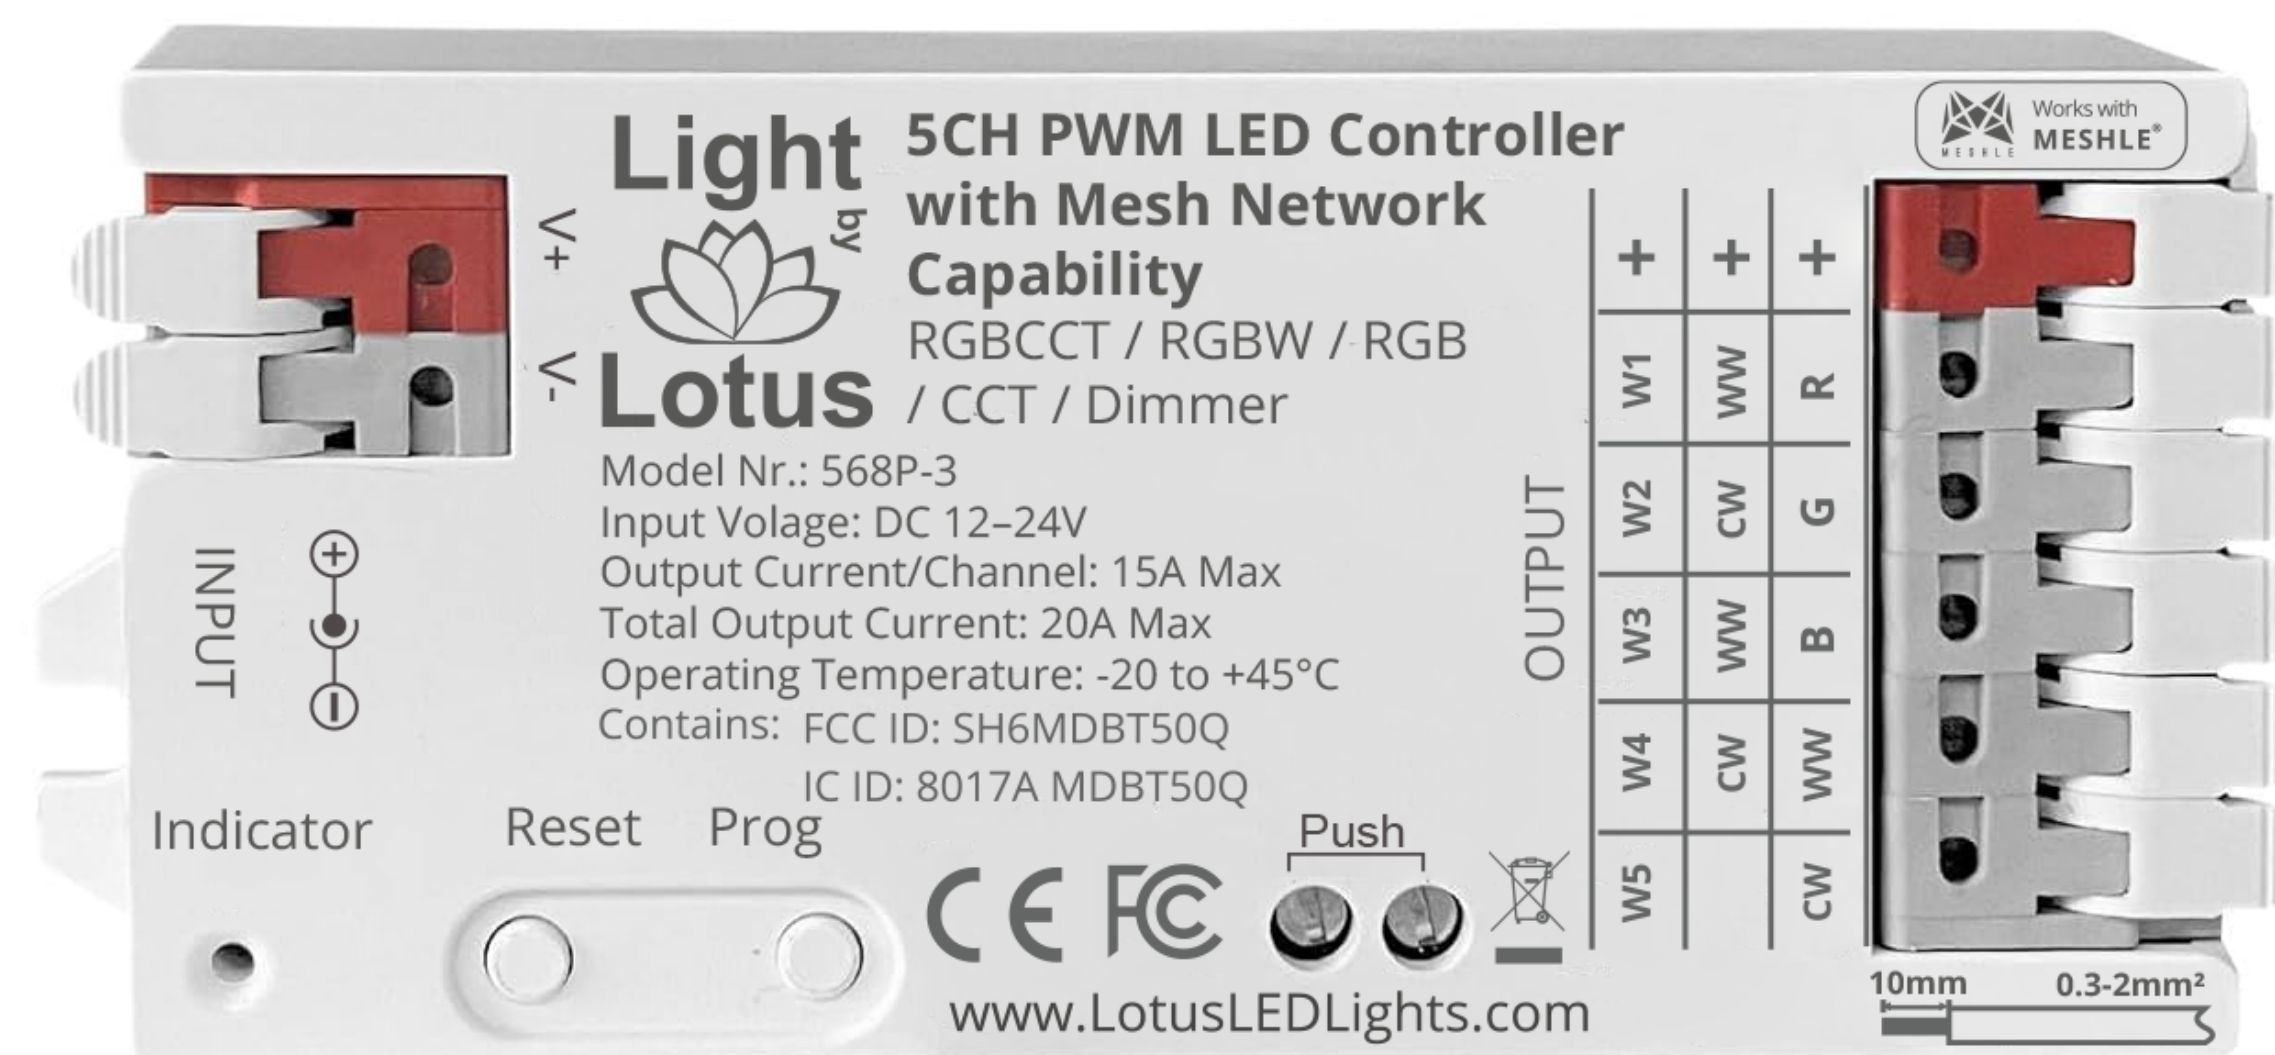 Light
by
Lotus
5CH PWM LED Controller
with Mesh Network
Capability
RGBCCT / RGBW / RGB
/ CCT / Dimmer
Model Nr.: 568P-3
Input Volage: DC 12–24V
Output Current/Channel: 15A Max
Total Output Current: 20A Max
Operating Temperature: -20 to +45°C
Contains: FCC ID: SH6MDBT50Q
IC ID: 8017A MDBT50Q
V+
V-
INPUT
+
−
Indicator
Reset Prog
CE FC
Push
www.LotusLEDLights.com
MESHLE
Works with
MESHLE®
OUTPUT
+ + +
W1 WW R
W2 CW G
W3 WW B
W4 CW WW
W5 CW
10mm 0.3-2mm²